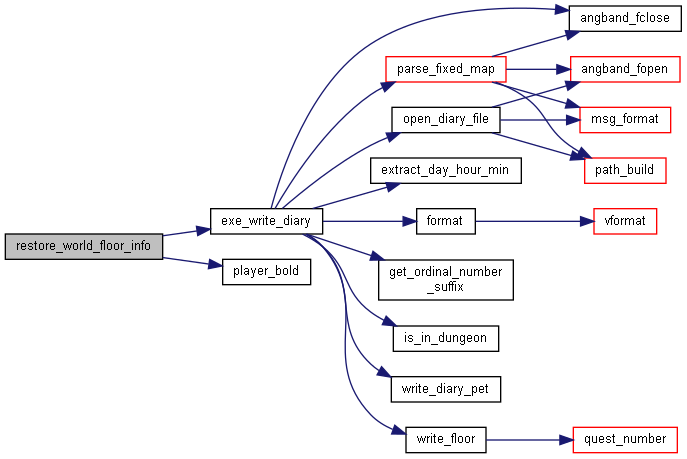 angband_fclose
parse_fixed_map
angband_fopen
open_diary_file
msg_format
extract_day_hour_min
path_build
exe_write_diary
format
vformat
restore_world_floor_info
player_bold
get_ordinal_number
_suffix
is_in_dungeon
write_diary_pet
write_floor
quest_number